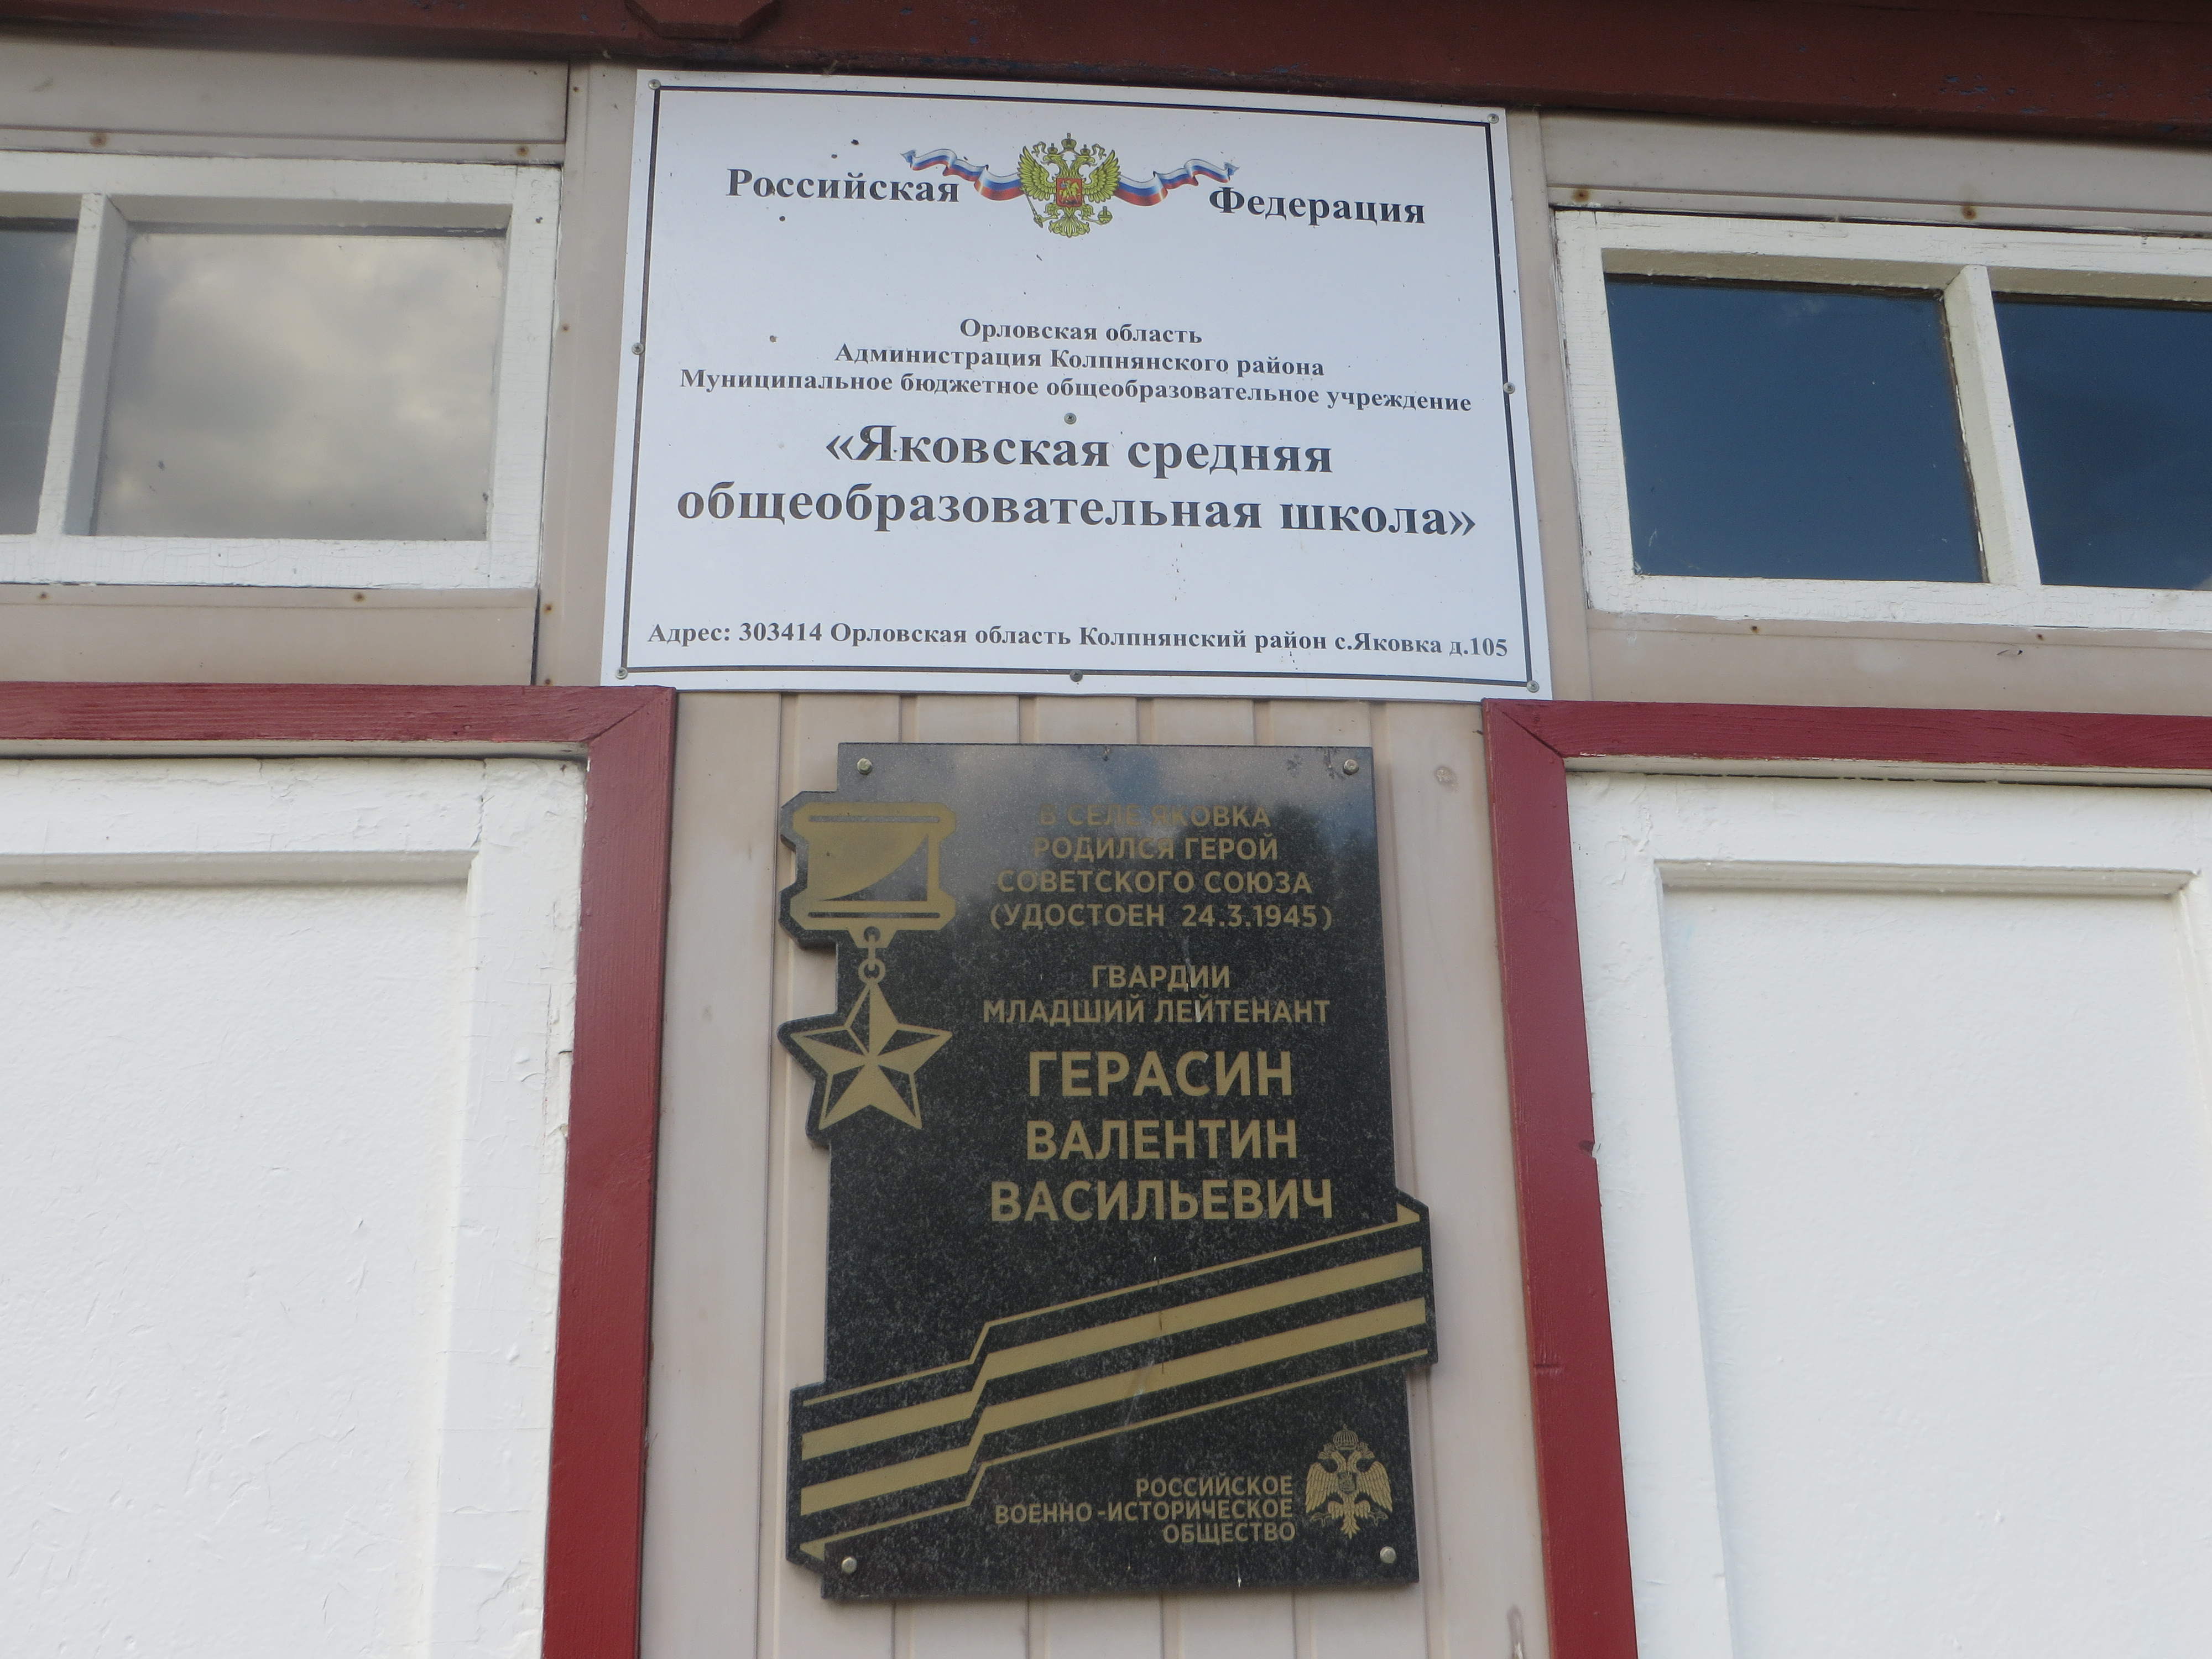 Российская Федерация
Орловская область
Администрация Колпнянского района
Муниципальное бюджетное общеобразовательное учреждение
«Яковская средняя
общеобразовательная школа»
Адрес: 303414 Орловская область Колпнянский район с.Яковка д.105
В СЕЛЕ ЯКОВКА
РОДИЛСЯ ГЕРОЙ
СОВЕТСКОГО СОЮЗА
(УДОСТОЕН 24.3.1945)
ГВАРДИИ
МЛАДШИЙ ЛЕЙТЕНАНТ
ГЕРАСИН
ВАЛЕНТИН
ВАСИЛЬЕВИЧ
РОССИЙСКОЕ
ВОЕННО-ИСТОРИЧЕСКОЕ
ОБЩЕСТВО